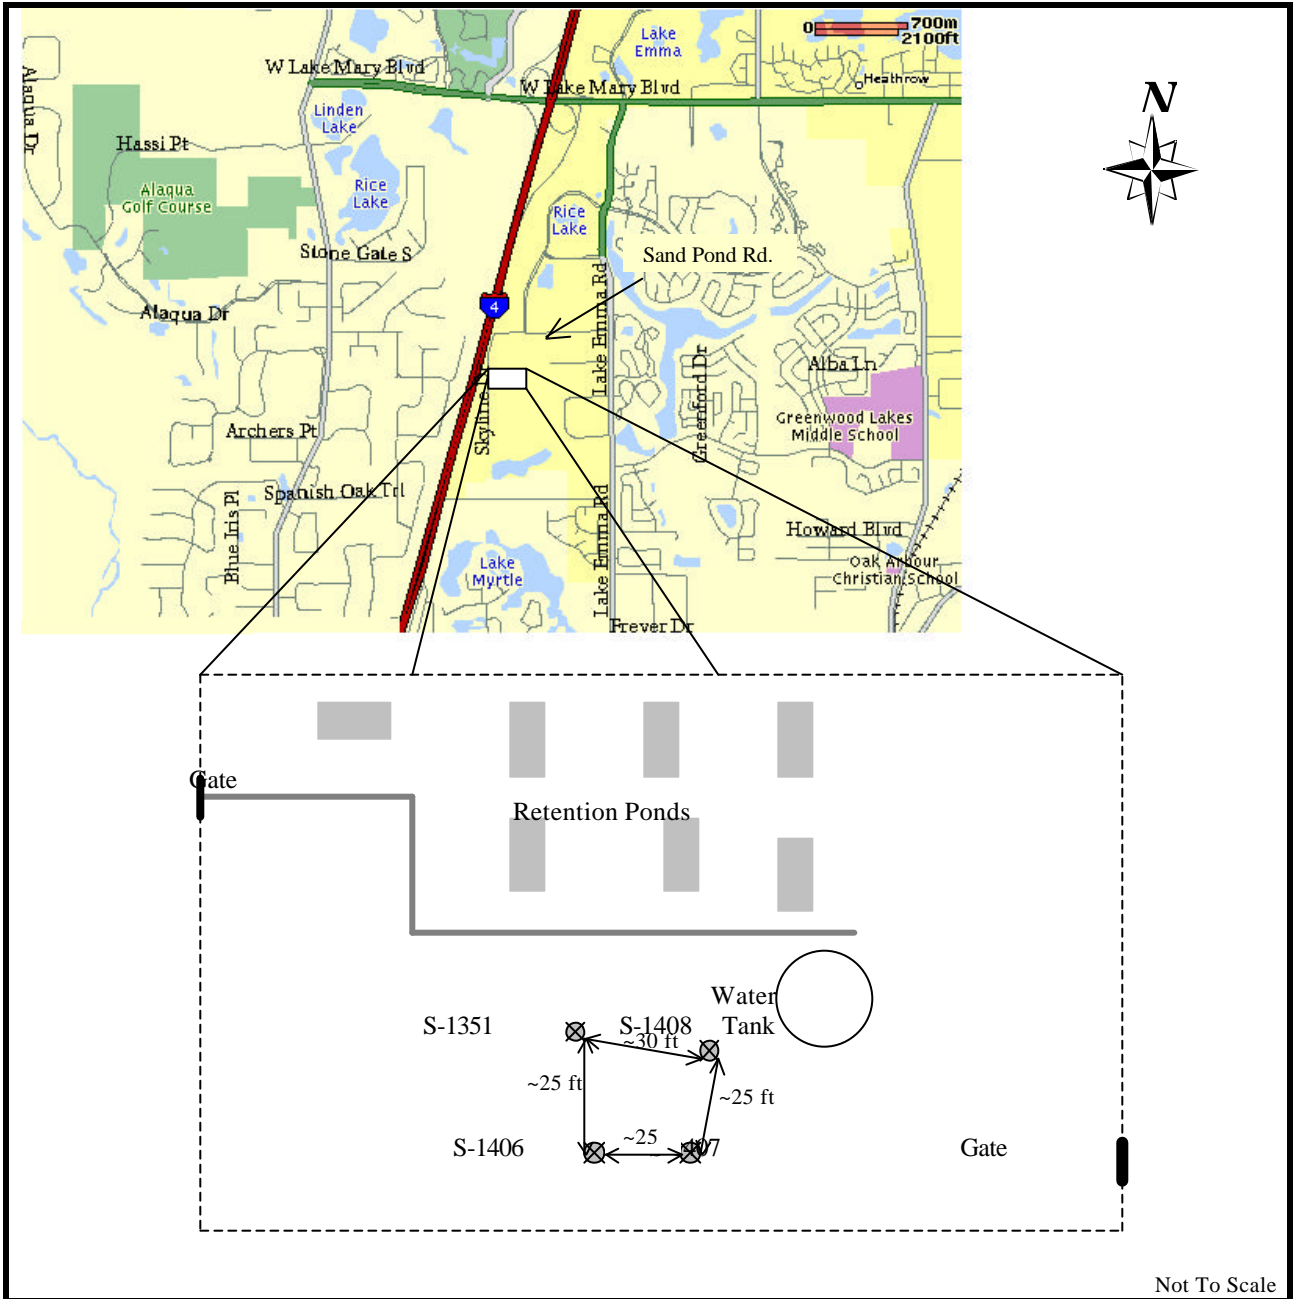 0 700m
2100ft
Lake
Emma
W Lake Mary Blvd
W Lake Mary Blvd
Heathrow
N
Alaqua Dr
Linden
Lake
Hassi Pt
Alaqua
Golf Course
Rice
Lake
Rice
Lake
Stone Gate S
Sand Pond Rd.
Alaqua Dr
4
Lake Emma Rd
Greenford Dr
Alba Ln
Skyline
Greenwood Lakes
Middle School
Archers Pt
Spanish Oak Trl
Blue Iris Pl
Lake Emma Rd
Howard Blvd
Lake
Myrtle
Oak Arbour
Christian School
Frever Dr
Gate
Retention Ponds
Water
Tank
S-1351
S-1408
~30 ft
~25 ft
~25 ft
S-1406
~25
407
Gate
Not To Scale